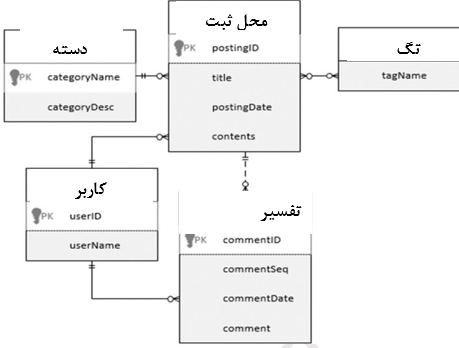 دسته
PK categoryName
categoryDesc
محل ثبت
PK postingID
title
postingDate
contents
تگ
tagName
کاربر
PK userID
userName
تفسیر
PK commentID
commentSeq
commentDate
comment